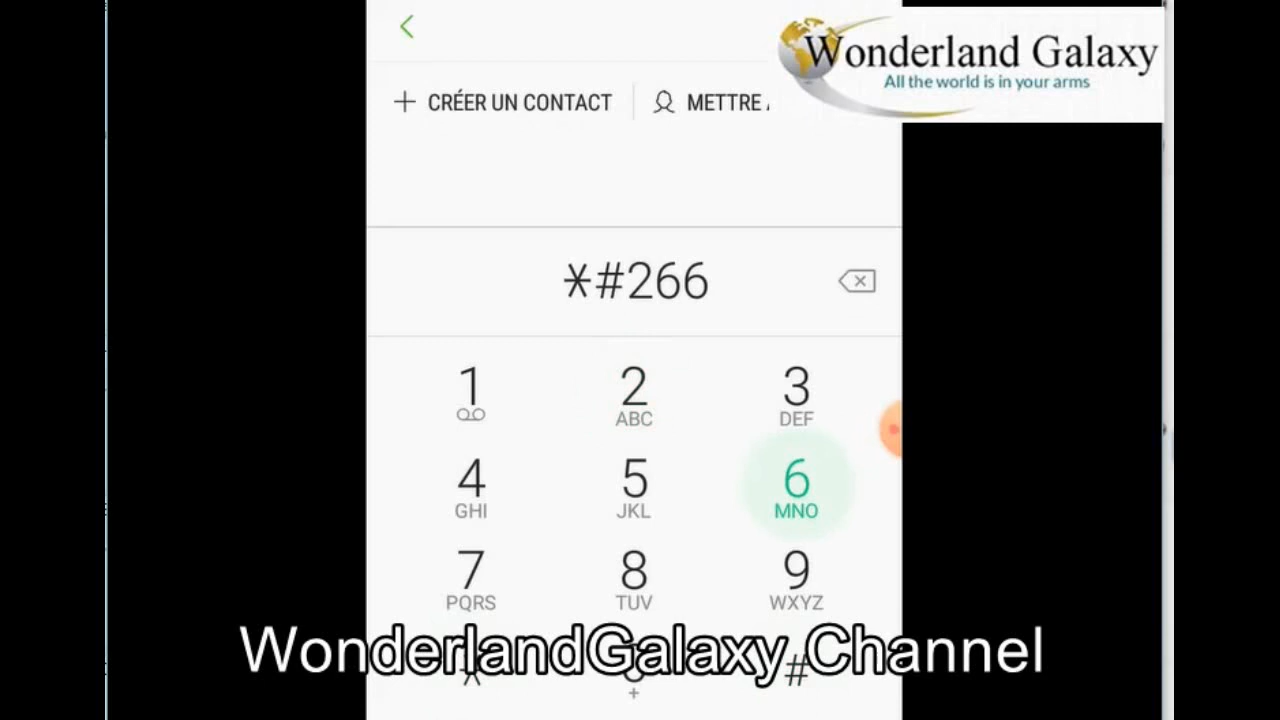 Wonderland Galaxy
All the world is in your arms
+ CRÉER UN CONTACT
METTRE
*#266
1
2
ABC
3
DEF
4
GHI
5
JKL
6
MNO
7
PQRS
8
TUV
9
WXYZ
WonderlandGalaxy Channel
#
+